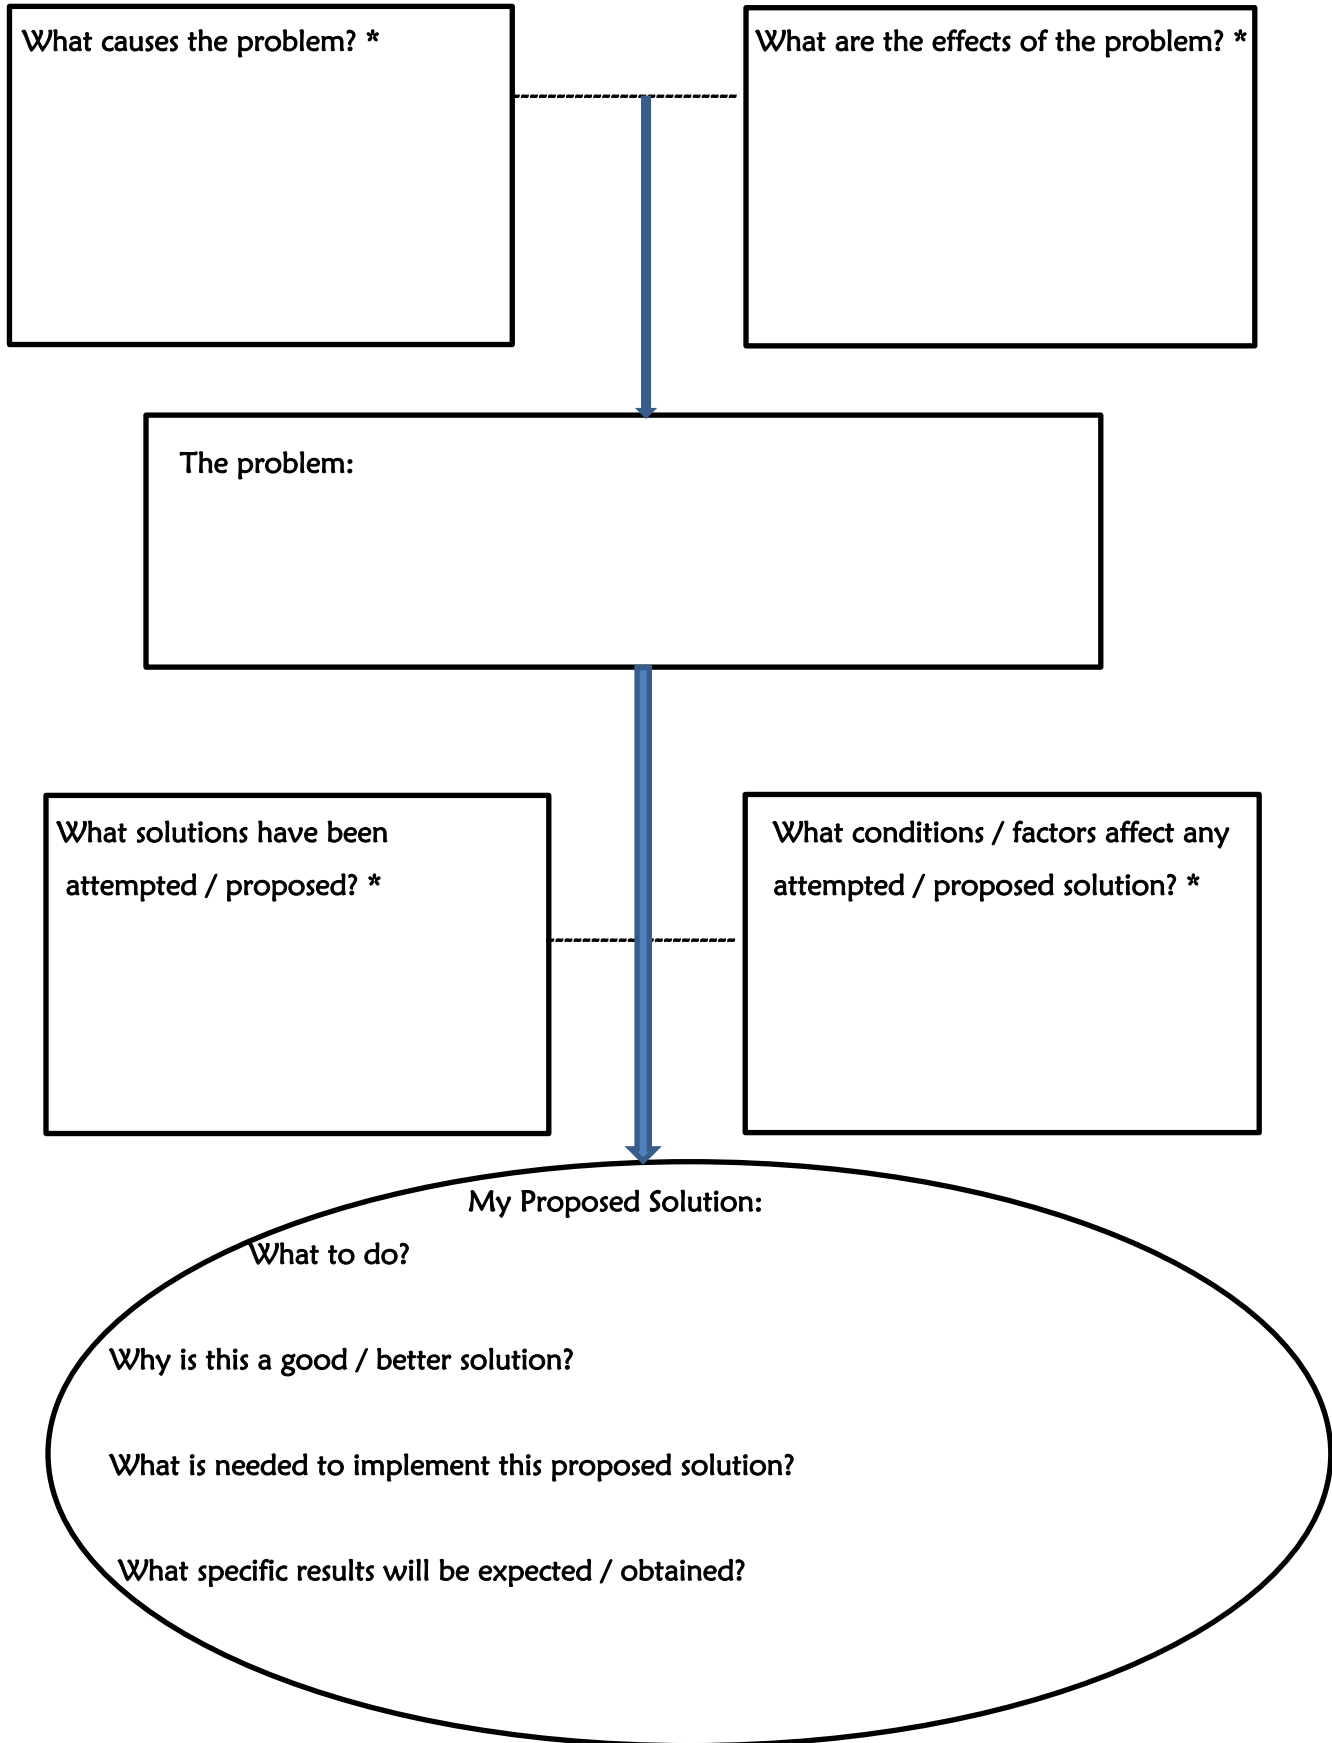 What causes the problem? *
What are the effects of the problem? *
The problem:
What solutions have been
attempted / proposed? *
What conditions / factors affect any
attempted / proposed solution? *
My Proposed Solution:
What to do?
Why is this a good / better solution?
What is needed to implement this proposed solution?
What specific results will be expected / obtained?